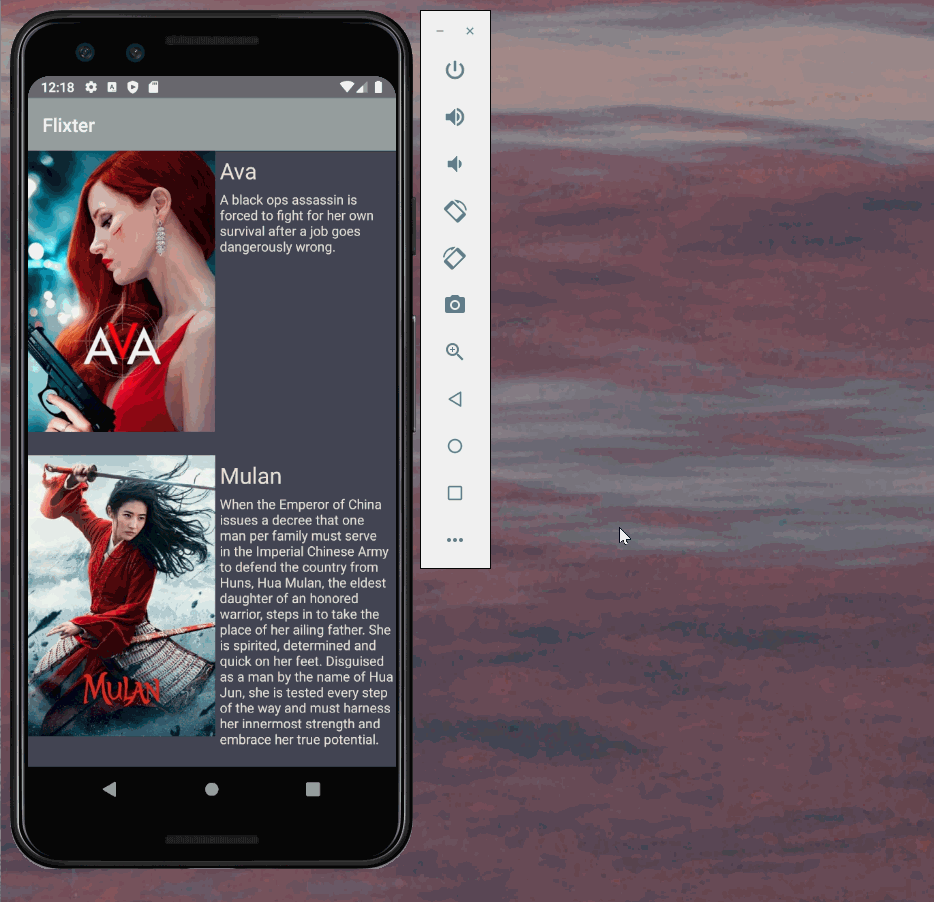 12:18
Flixter
Ava
A black ops assassin is
forced to fight for her own
survival after a job goes
dangerously wrong.
AVA
Mulan
When the Emperor of China
issues a decree that one
man per family must serve
in the Imperial Chinese Army
to defend the country from
Huns, Hua Mulan, the eldest
daughter of an honored
warrior, steps in to take the
place of her ailing father. She
is spirited, determined and
quick on her feet. Disguised
as a man by the name of Hua
Jun, she is tested every step
of the way and must harness
her innermost strength and
embrace her true potential.
MULAN